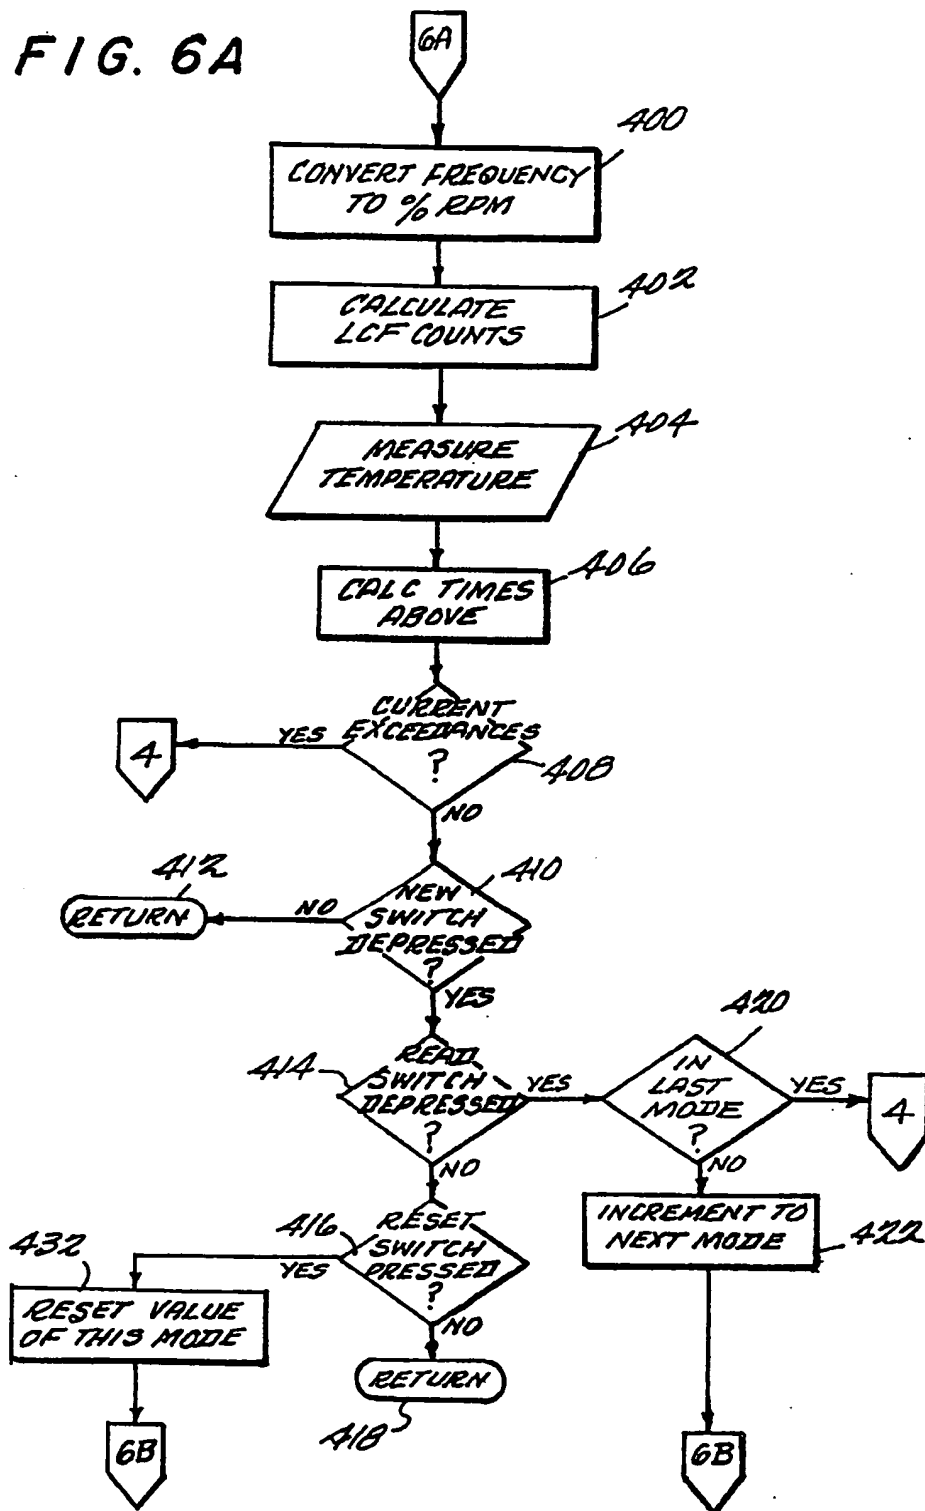 FIG. 6A
6A
400
CONVERT FREQUENCY
TO % RPM
402
CALCULATE
LCF COUNTS
404
MEASURE
TEMPERATURE
406
CALC TIMES
ABOVE
CURRENT
EXCEEDANCES
?
408
YES
4
NO
410
NEW
SWITCH
DEPRESSED
?
NO
412
RETURN
YES
414
READ
SWITCH
DEPRESSED
?
YES
420
IN
LAST
MODE
?
YES
4
NO
INCREMENT TO
NEXT MODE
422
6B
NO
416
RESET
SWITCH
PRESSED
?
YES
432
RESET VALUE
OF THIS MODE
6B
NO
RETURN
418